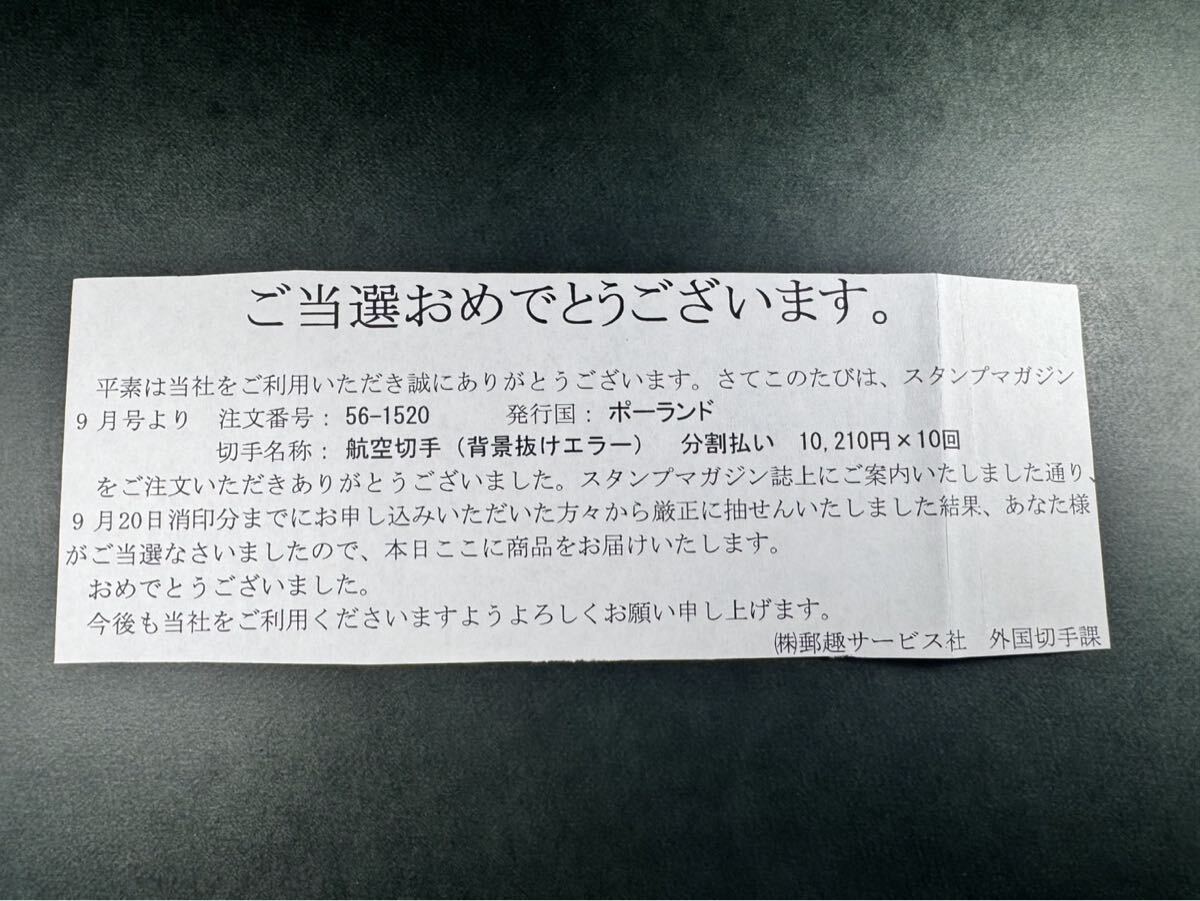 ご当選おめでとうございます。
平素は当社をご利用いただき誠にありがとうございます。さてこのたびは、スタンプマガジン
9月号より 注文番号：56-1520 発行国：ポーランド
切手名称：航空切手（背景抜けエラー） 分割払い 10,210円×10回
をご注文いただきありがとうございました。スタンプマガジン誌上にご案内いたしました通り、
9月20日消印分までにお申し込みいただいた方々から厳正に抽せんいたしました結果、あなた様
がご当選なさいましたので、本日ここに商品をお届けいたします。
おめでとうございました。
今後も当社をご利用くださいますようよろしくお願い申し上げます。
㈱郵趣サービス社 外国切手課